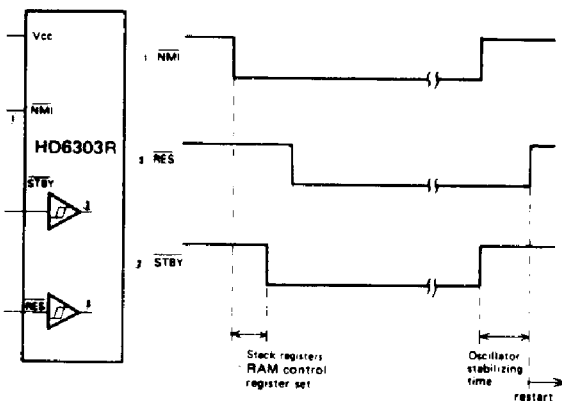 Vcc
NMI
1
HD6303R
STBY
RES
1 NMI
3 RES
2 STBY
Stack registers
RAM control
register set
Oscillator
stabilizing
time
restart